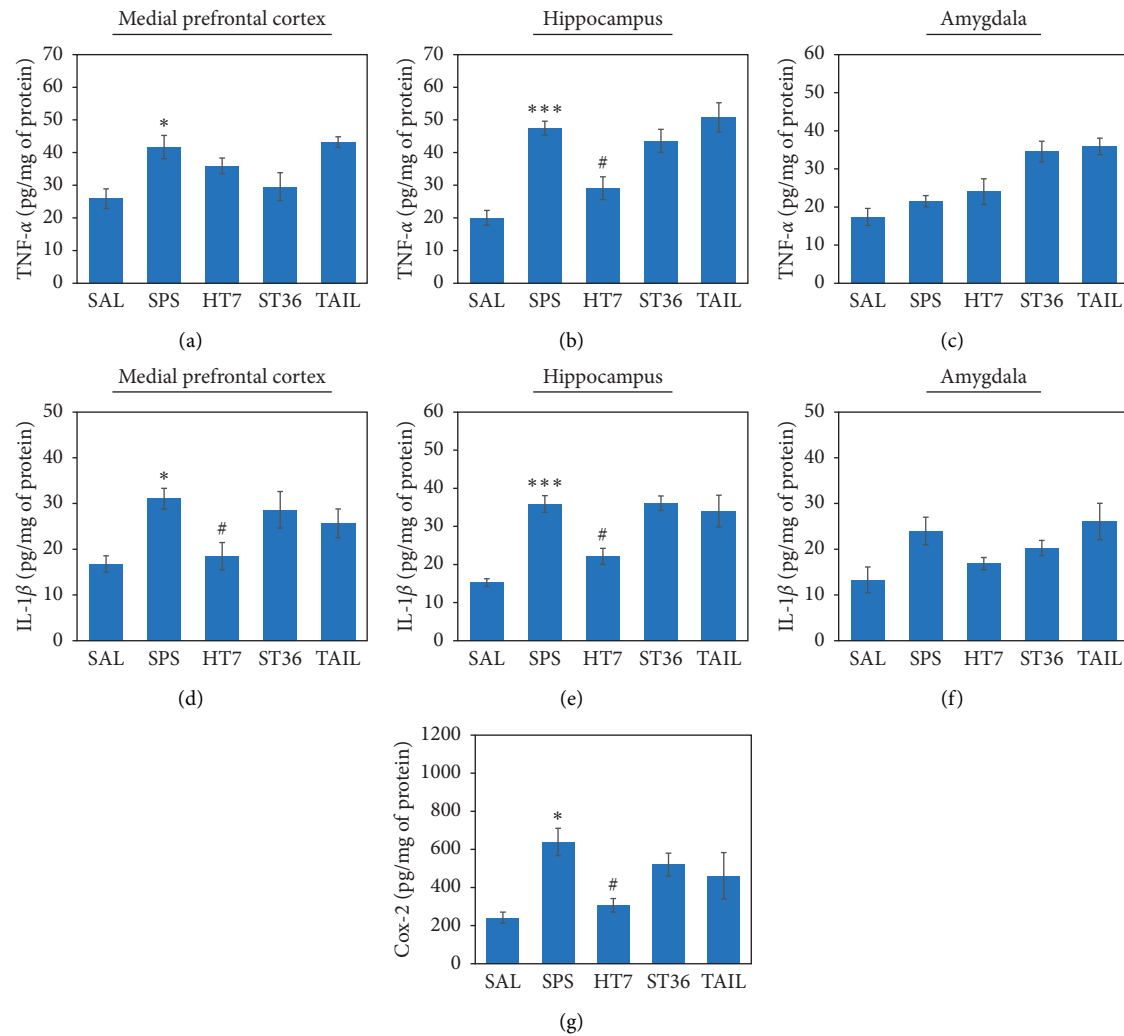 Medial prefrontal cortex
TNF-α (pg/mg of protein)
70
60
50
40
30
20
10
0
*
SAL SPS HT7 ST36 TAIL
(a)
Hippocampus
TNF-α (pg/mg of protein)
70
60
50
40
30
20
10
0
***
#
SAL SPS HT7 ST36 TAIL
(b)
Amygdala
TNF-α (pg/mg of protein)
60
50
40
30
20
10
0
SAL SPS HT7 ST36 TAIL
(c)
Medial prefrontal cortex
IL-1β (pg/mg of protein)
50
40
30
20
10
0
*
#
SAL SPS HT7 ST36 TAIL
(d)
Hippocampus
IL-1β (pg/mg of protein)
60
50
40
30
20
10
0
***
#
SAL SPS HT7 ST36 TAIL
(e)
Amygdala
IL-1β (pg/mg of protein)
50
40
30
20
10
0
SAL SPS HT7 ST36 TAIL
(f)
Cox-2 (pg/mg of protein)
1200
1000
800
600
400
200
0
*
#
SAL SPS HT7 ST36 TAIL
(g)